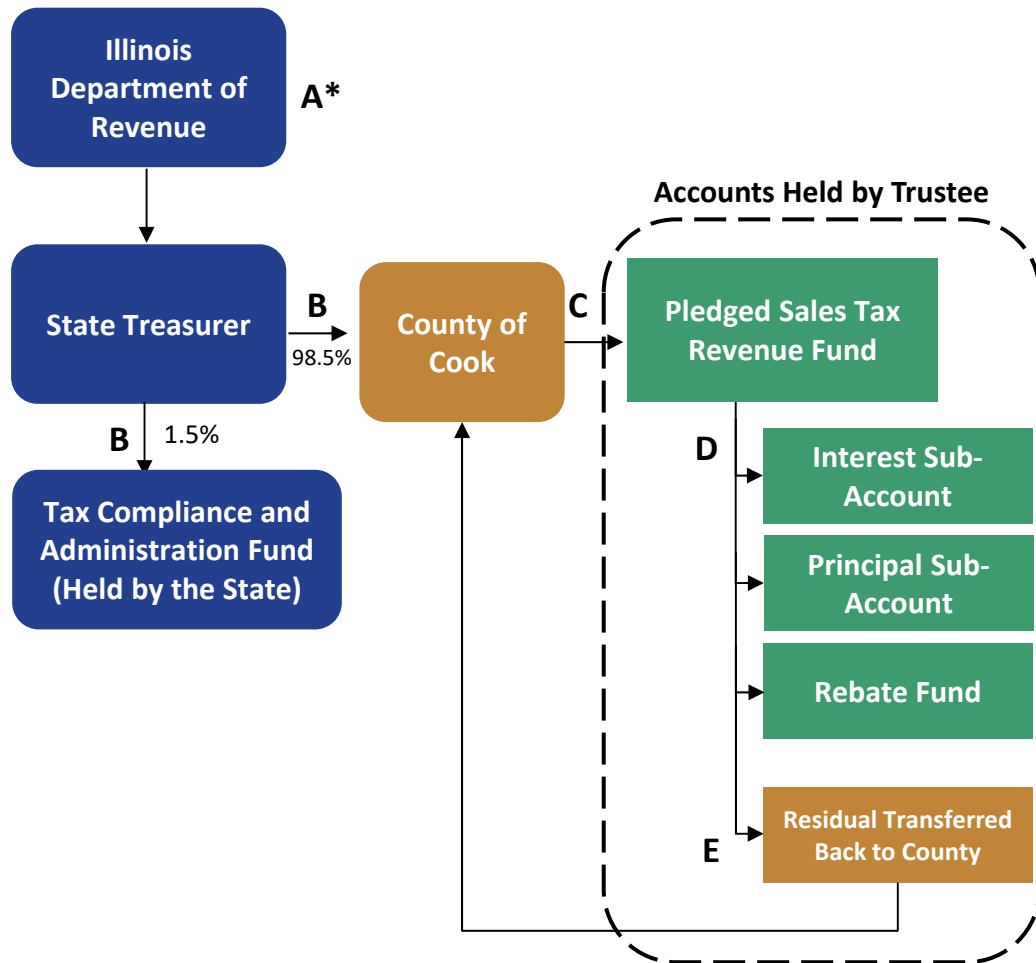 Illinois
Department of
Revenue
A*
Accounts Held by Trustee
State Treasurer
B
98.5%
County of
Cook
C
Pledged Sales Tax
Revenue Fund
B
1.5%
Tax Compliance and
Administration Fund
(Held by the State)
D
Interest Sub-
Account
Principal Sub-
Account
Rebate Fund
E
Residual Transferred
Back to County